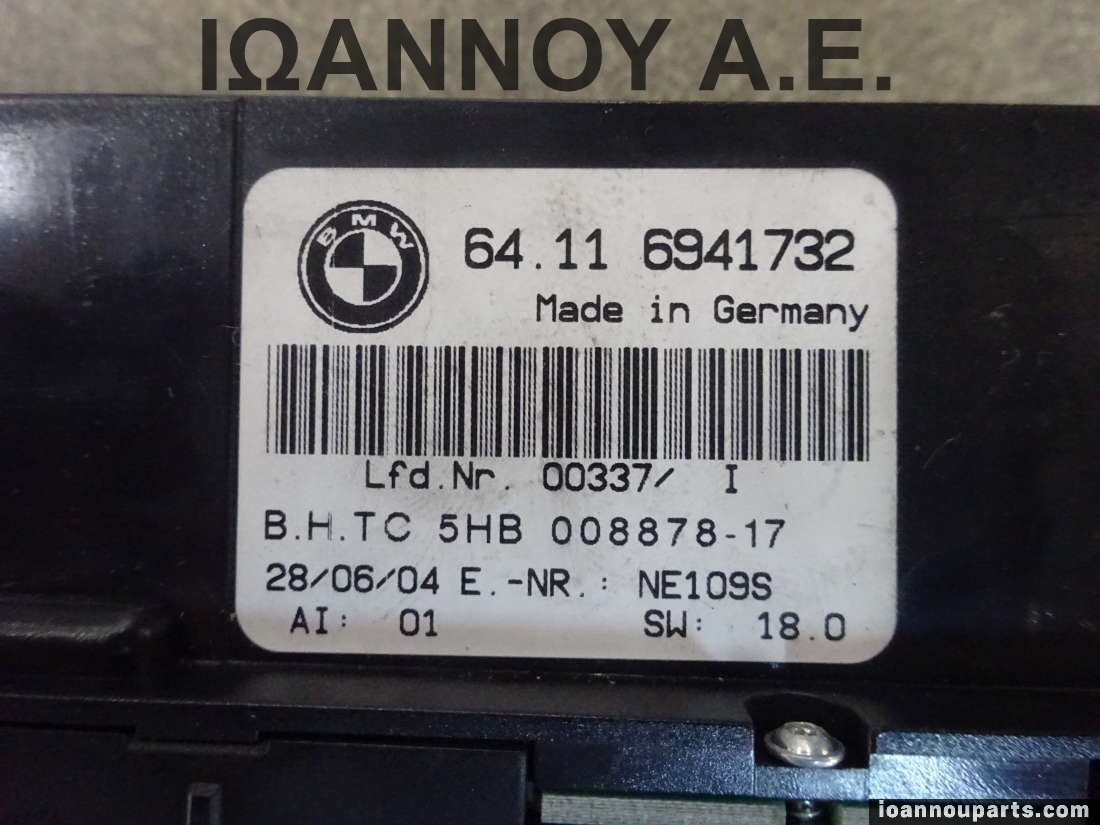 ΙΩΑΝΝΟΥ Α.Ε.
BMW
64.11 6941732
Made in Germany
Lfd.Nr. 00337/ I
B.H.TC 5HB 008878-17
28/06/04 E.-NR.: NE109S
AI: 01 SW: 18.0
ioannouparts.com